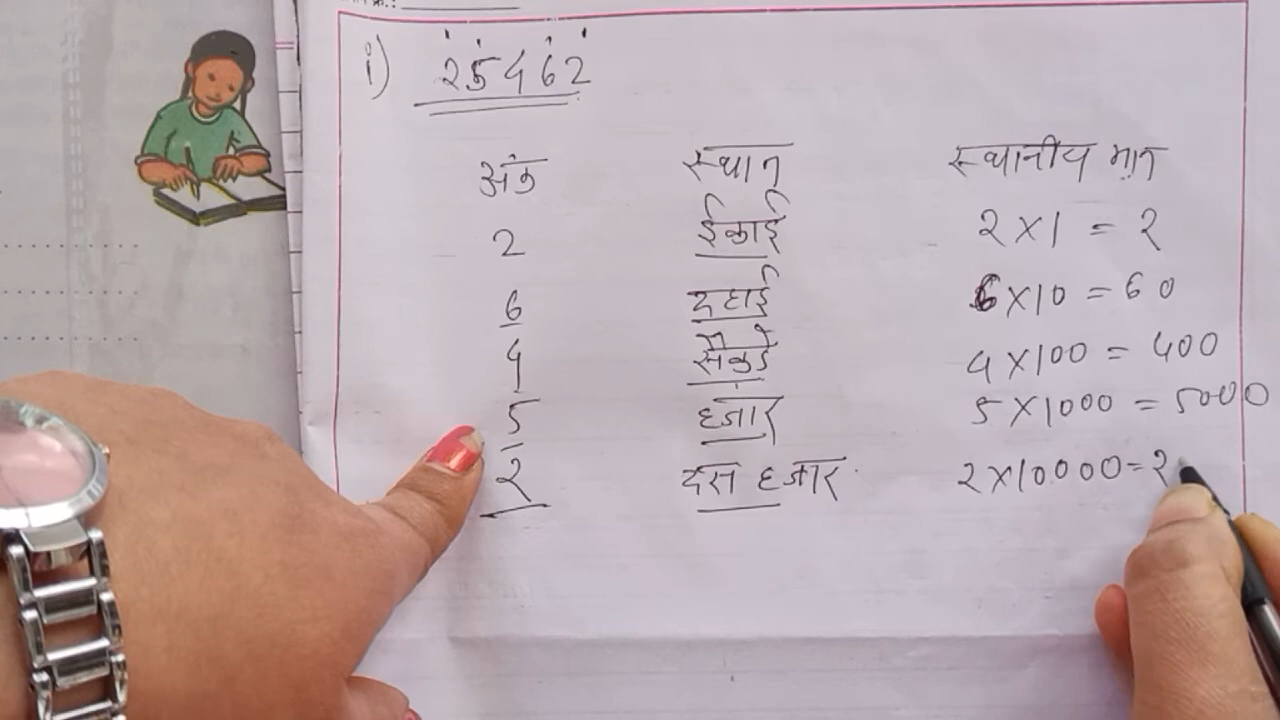 i) 25462
अंक स्थान स्थानीय मान
2 ईकाई 2×1 = 2
6 दहाई 6×10 = 60
4 सैकडे 4×100 = 400
5 हजार 5×1000 = 5000
2 दस हजार 2×10000=2